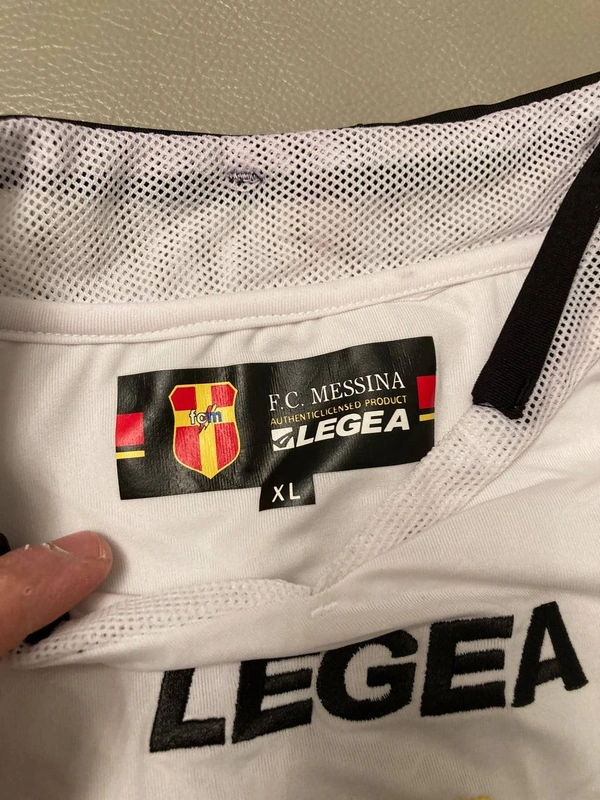 fcm
F.C. MESSINA
AUTHENTIC LICENSED PRODUCT
LEGEA
XL
LEGEA